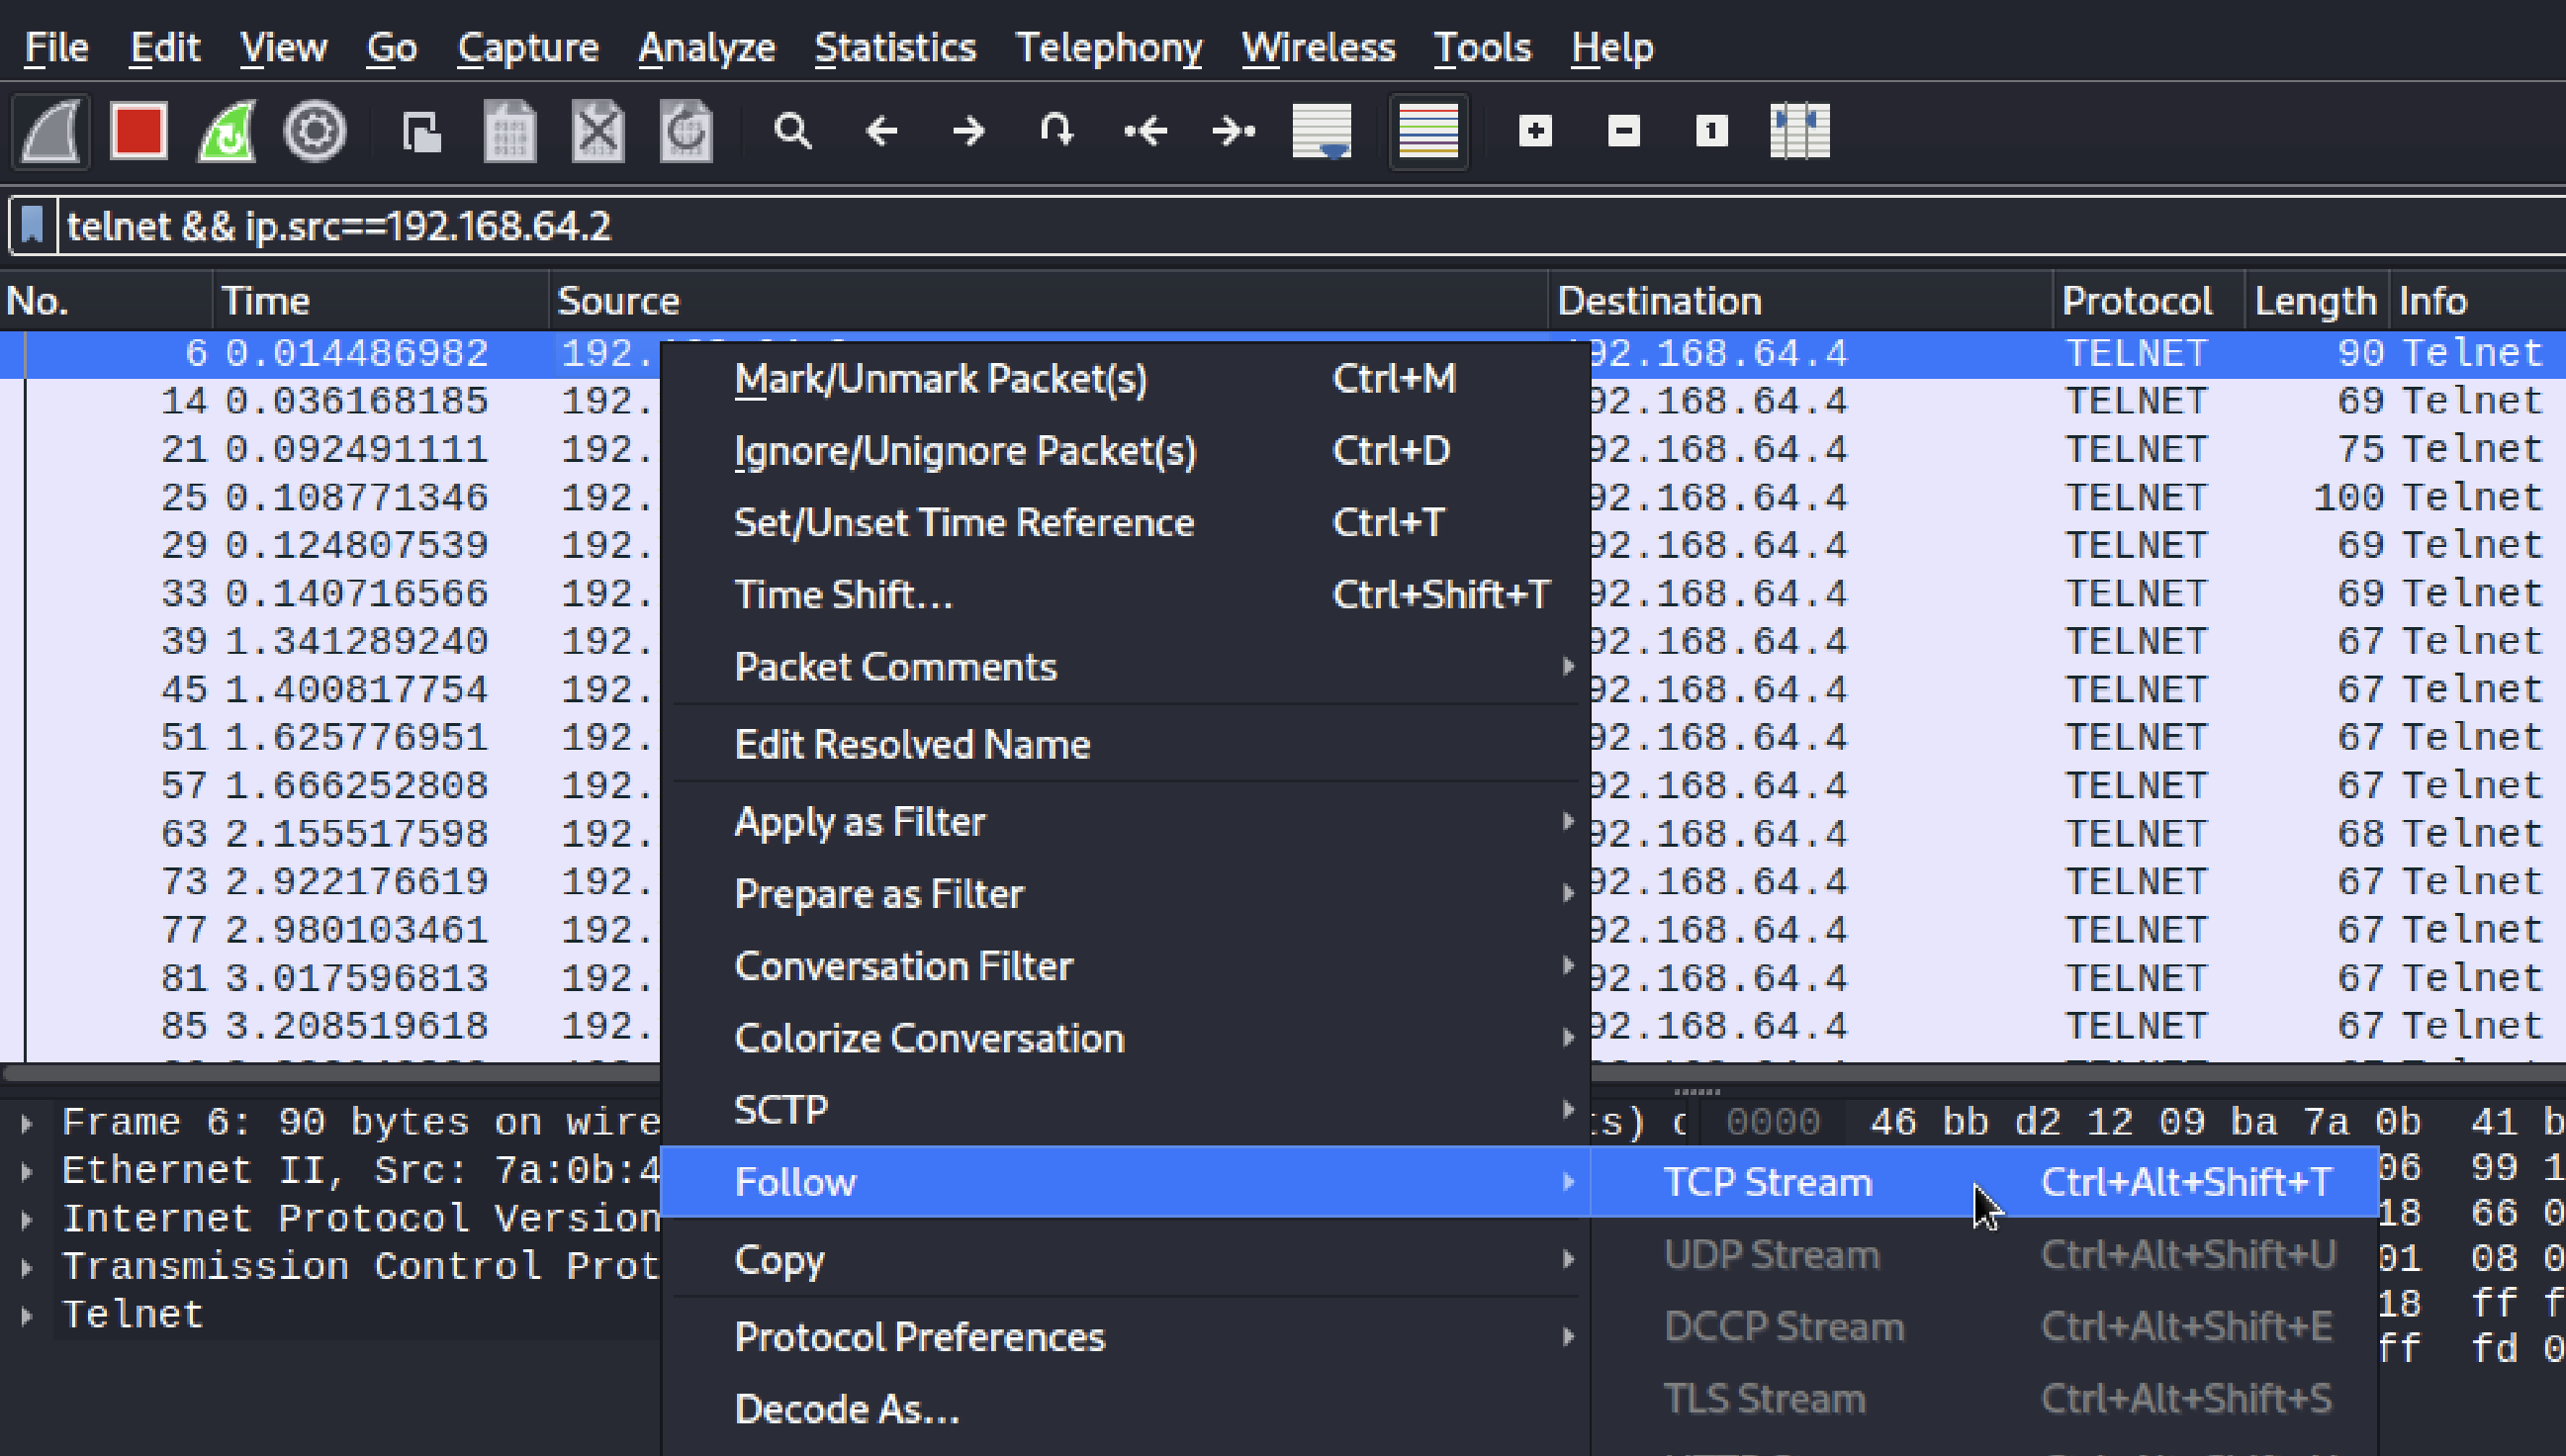 File Edit View Go Capture Analyze Statistics Telephony Wireless Tools Help
telnet && ip.src==192.168.64.2
No. Time Source Destination Protocol Length Info
6 0.014486982 192. 92.168.64.4 TELNET 90 Telnet
Mark/Unmark Packet(s) Ctrl+M
14 0.036168185 192. 92.168.64.4 TELNET 69 Telnet
21 0.092491111 192. 92.168.64.4 TELNET 75 Telnet
Ignore/Unignore Packet(s) Ctrl+D
25 0.108771346 192. 92.168.64.4 TELNET 100 Telnet
Set/Unset Time Reference Ctrl+T
29 0.124807539 192. 92.168.64.4 TELNET 69 Telnet
33 0.140716566 192. 92.168.64.4 TELNET 69 Telnet
Time Shift... Ctrl+Shift+T
39 1.341289240 192. 92.168.64.4 TELNET 67 Telnet
Packet Comments
45 1.400817754 192. 92.168.64.4 TELNET 67 Telnet
51 1.625776951 192. 92.168.64.4 TELNET 67 Telnet
Edit Resolved Name
57 1.666252808 192. 92.168.64.4 TELNET 67 Telnet
Apply as Filter
63 2.155517598 192. 92.168.64.4 TELNET 68 Telnet
73 2.922176619 192. 92.168.64.4 TELNET 67 Telnet
Prepare as Filter
77 2.980103461 192. 92.168.64.4 TELNET 67 Telnet
Conversation Filter
81 3.017596813 192. 92.168.64.4 TELNET 67 Telnet
85 3.208519618 192. 92.168.64.4 TELNET 67 Telnet
Colorize Conversation
SCTP
Frame 6: 90 bytes on wire ts) 0000 46 bb d2 12 09 ba 7a 0b 41 b
Ethernet II, Src: 7a:0b:4 06 99 1
Follow TCP Stream Ctrl+Alt+Shift+T
Internet Protocol Version 18 66 0
Copy UDP Stream Ctrl+Alt+Shift+U
Transmission Control Prot 01 08 0
Telnet 18 ff f
Protocol Preferences DCCP Stream Ctrl+Alt+Shift+E
ff fd 0
Decode As... TLS Stream Ctrl+Alt+Shift+S